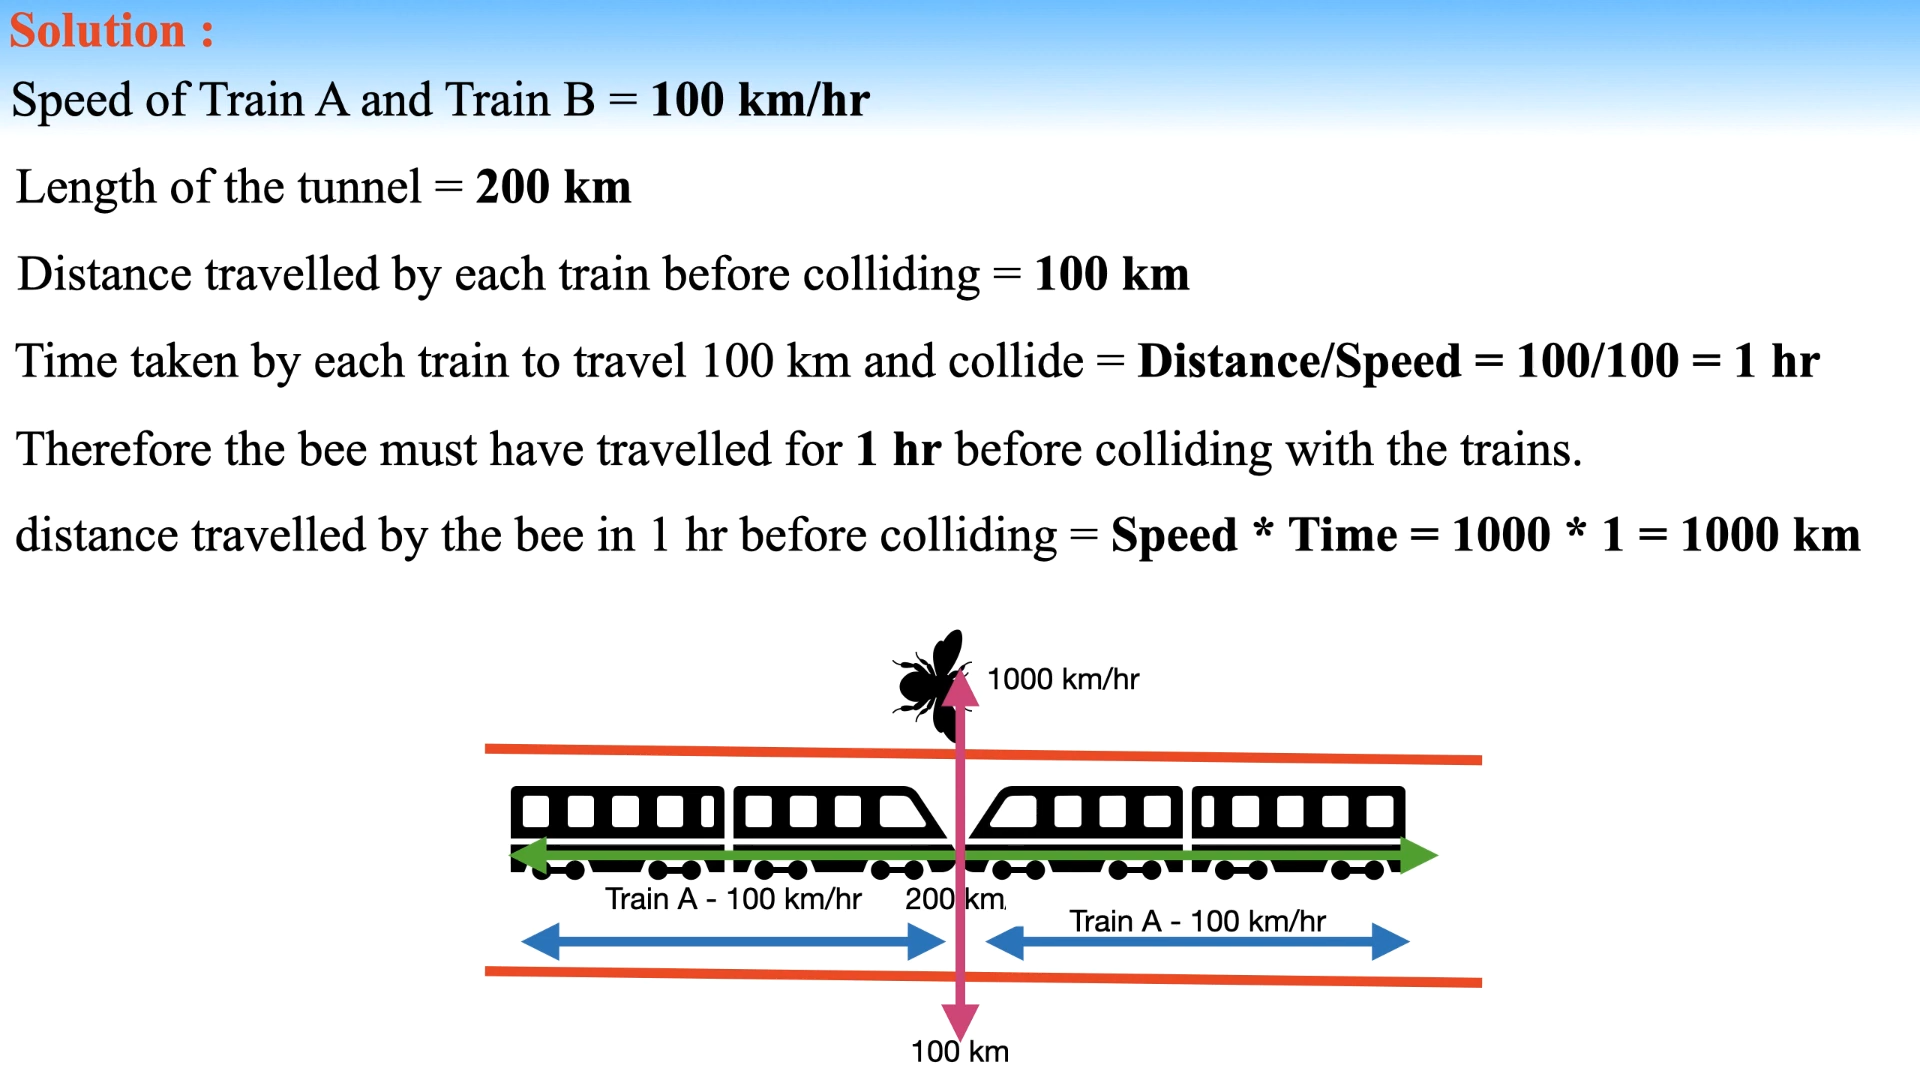 Solution :
Speed of Train A and Train B = 100 km/hr
Length of the tunnel = 200 km
Distance travelled by each train before colliding = 100 km
Time taken by each train to travel 100 km and collide = Distance/Speed = 100/100 = 1 hr
Therefore the bee must have travelled for 1 hr before colliding with the trains.
distance travelled by the bee in 1 hr before colliding = Speed * Time = 1000 * 1 = 1000 km
1000 km/hr
Train A - 100 km/hr
200 km
Train A - 100 km/hr
100 km